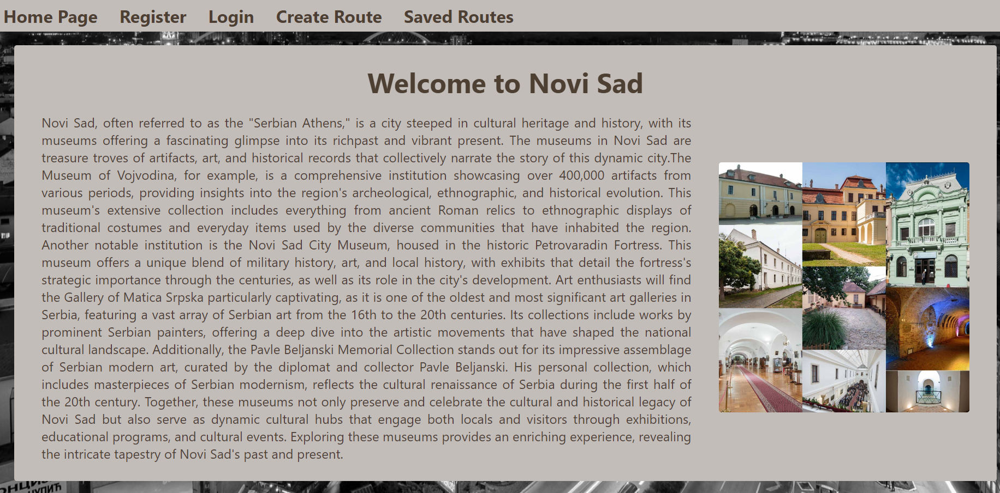 Home Page Register Login Create Route Saved Routes
Welcome to Novi Sad
Novi Sad, often referred to as the "Serbian Athens," is a city steeped in cultural heritage and history, with its
museums offering a fascinating glimpse into its richpast and vibrant present. The museums in Novi Sad are
treasure troves of artifacts, art, and historical records that collectively narrate the story of this dynamic city.The
Museum of Vojvodina, for example, is a comprehensive institution showcasing over 400,000 artifacts from
various periods, providing insights into the region's archeological, ethnographic, and historical evolution. This
museum's extensive collection includes everything from ancient Roman relics to ethnographic displays of
traditional costumes and everyday items used by the diverse communities that have inhabited the region.
Another notable institution is the Novi Sad City Museum, housed in the historic Petrovaradin Fortress. This
museum offers a unique blend of military history, art, and local history, with exhibits that detail the fortress's
strategic importance through the centuries, as well as its role in the city's development. Art enthusiasts will find
the Gallery of Matica Srpska particularly captivating, as it is one of the oldest and most significant art galleries in
Serbia, featuring a vast array of Serbian art from the 16th to the 20th centuries. Its collections include works by
prominent Serbian painters, offering a deep dive into the artistic movements that have shaped the national
cultural landscape. Additionally, the Pavle Beljanski Memorial Collection stands out for its impressive assemblage
of Serbian modern art, curated by the diplomat and collector Pavle Beljanski. His personal collection, which
includes masterpieces of Serbian modernism, reflects the cultural renaissance of Serbia during the first half of
the 20th century. Together, these museums not only preserve and celebrate the cultural and historical legacy of
Novi Sad but also serve as dynamic cultural hubs that engage both locals and visitors through exhibitions,
educational programs, and cultural events. Exploring these museums provides an enriching experience, revealing
the intricate tapestry of Novi Sad's past and present.